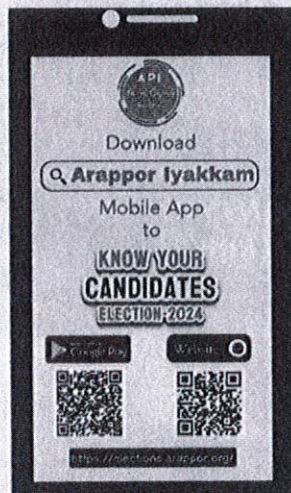 API
Download
Arappor Iyakkam
Mobile App
to
KNOW YOUR
CANDIDATES
ELECTION-2024
Google Play
Website
https://elections.arappor.org/